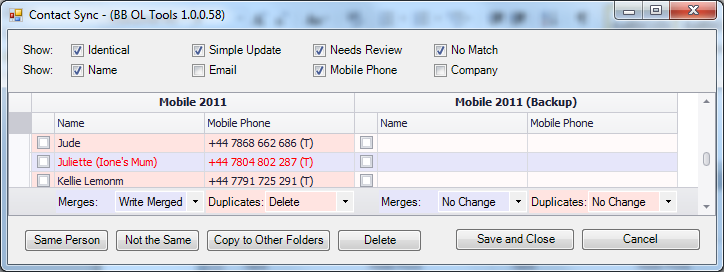 Contact Sync - (BB OL Tools 1.0.0.58)
Show: Identical Simple Update Needs Review No Match
Show: Name Email Mobile Phone Company
Mobile 2011 Mobile 2011 (Backup)
Name Mobile Phone Name Mobile Phone
Jude +44 7868 662 686 (T)
Juliette (Ione's Mum) +44 7804 802 287 (T)
Kellie Lemonm +44 7791 725 291 (T)
Merges: Write Merged Duplicates: Delete Merges: No Change Duplicates: No Change
Same Person Not the Same Copy to Other Folders Delete Save and Close Cancel